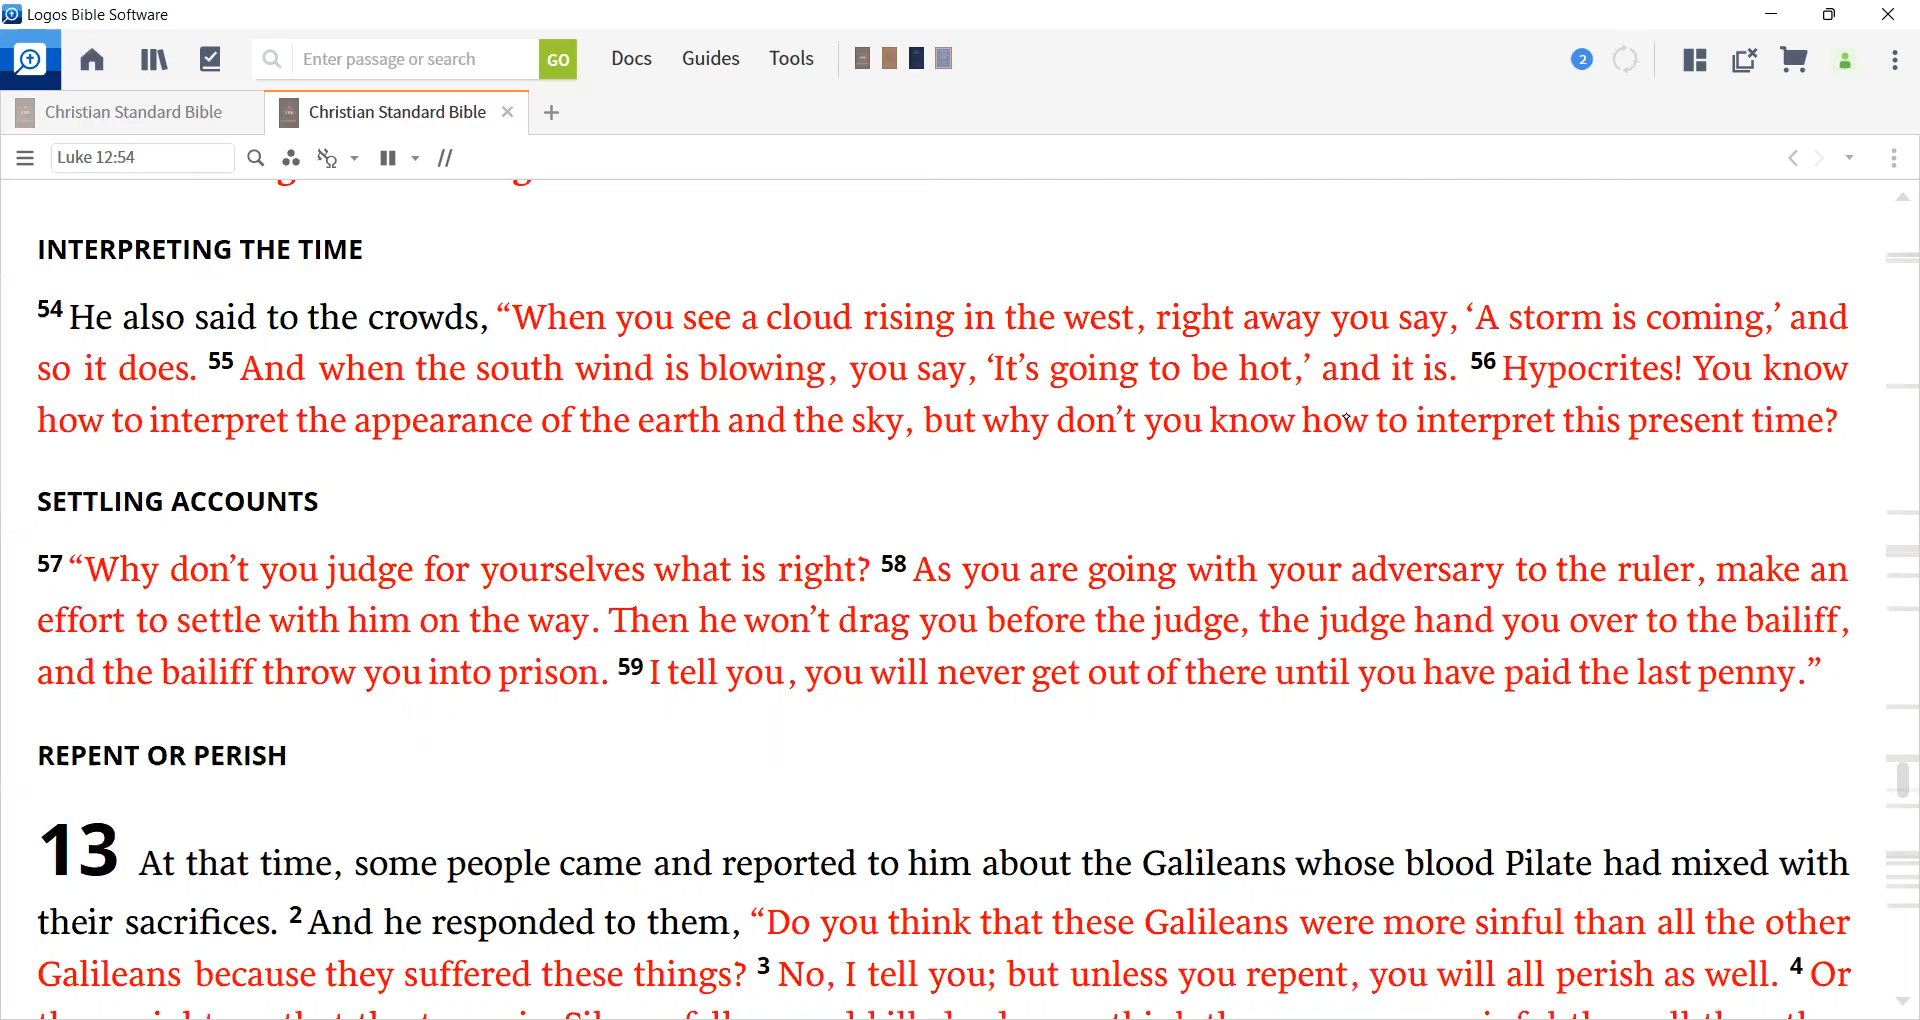 Logos Bible Software
Enter passage or search GO Docs Guides Tools 2
Christian Standard Bible Christian Standard Bible
Luke 12:54
INTERPRETING THE TIME
54 He also said to the crowds, “When you see a cloud rising in the west, right away you say, ‘A storm is coming,’ and
so it does. 55 And when the south wind is blowing, you say, ‘It’s going to be hot,’ and it is. 56 Hypocrites! You know
how to interpret the appearance of the earth and the sky, but why don’t you know how to interpret this present time?
SETTLING ACCOUNTS
57 “Why don’t you judge for yourselves what is right? 58 As you are going with your adversary to the ruler, make an
effort to settle with him on the way. Then he won’t drag you before the judge, the judge hand you over to the bailiff,
and the bailiff throw you into prison. 59 I tell you, you will never get out of there until you have paid the last penny.”
REPENT OR PERISH
13 At that time, some people came and reported to him about the Galileans whose blood Pilate had mixed with
their sacrifices. 2 And he responded to them, “Do you think that these Galileans were more sinful than all the other
Galileans because they suffered these things? 3 No, I tell you; but unless you repent, you will all perish as well. 4 Or